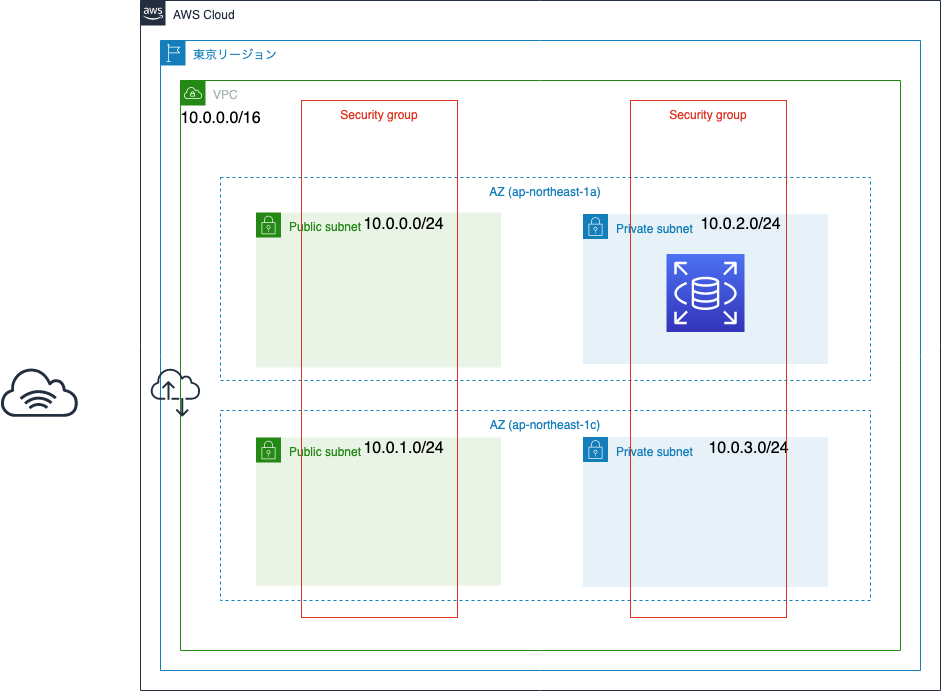 aws
AWS Cloud
東京リージョン
VPC
10.0.0.0/16
Security group
Security group
AZ (ap-northeast-1a)
Public subnet 10.0.0.0/24
Private subnet 10.0.2.0/24
AZ (ap-northeast-1c)
Public subnet 10.0.1.0/24
Private subnet 10.0.3.0/24